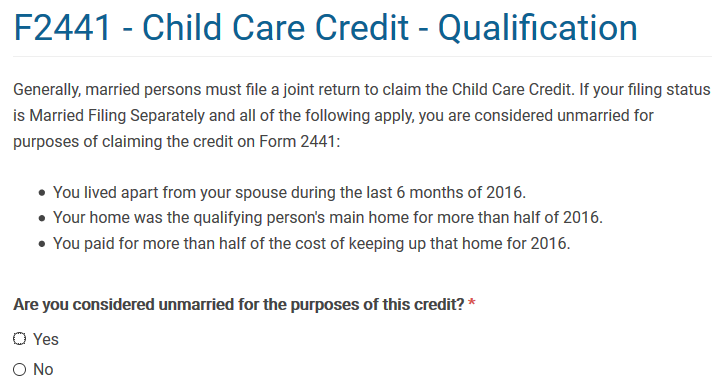 F2441 - Child Care Credit - Qualification
Generally, married persons must file a joint return to claim the Child Care Credit. If your filing status
is Married Filing Separately and all of the following apply, you are considered unmarried for
purposes of claiming the credit on Form 2441:
• You lived apart from your spouse during the last 6 months of 2016.
• Your home was the qualifying person's main home for more than half of 2016.
• You paid for more than half of the cost of keeping up that home for 2016.
Are you considered unmarried for the purposes of this credit? *
Yes
No